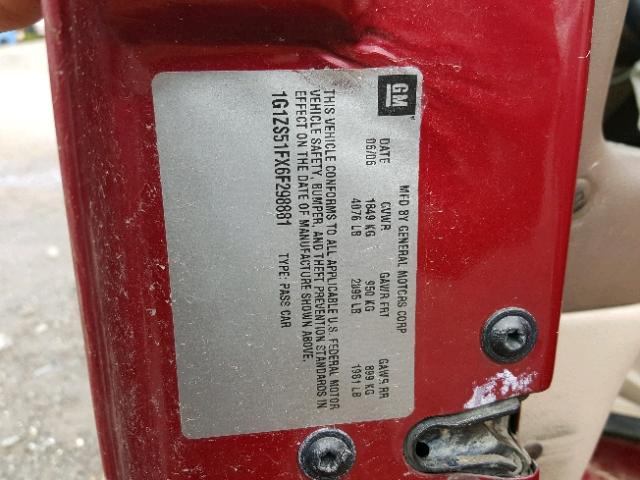 GM
MFD BY GENERAL MOTORS CORP
DATE GVWR GAWR FRT GAWR RR
06/06 1849 KG 950 KG 899 KG
4076 LB 2095 LB 1981 LB
THIS VEHICLE CONFORMS TO ALL APPLICABLE U.S. FEDERAL MOTOR
VEHICLE SAFETY, BUMPER, AND THEFT PREVENTION STANDARDS IN
EFFECT ON THE DATE OF MANUFACTURE SHOWN ABOVE.
1G1ZS51FX6F298881 TYPE: PASS CAR